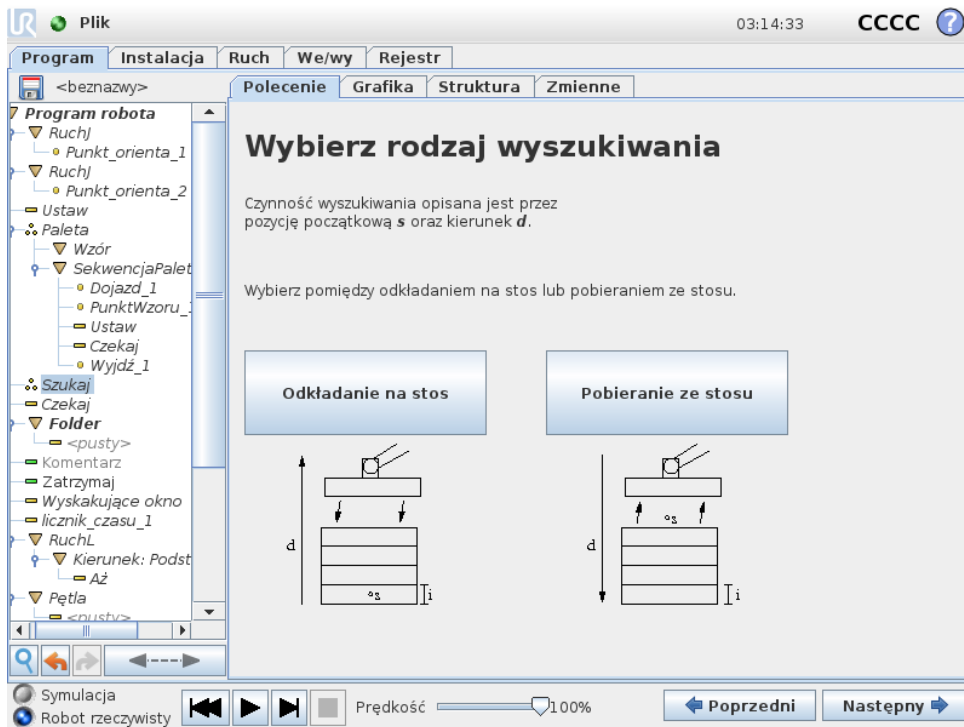 UR Plik 03:14:33 CCCC ?
Program Instalacja Ruch We/wy Rejestr
<beznazwy>
Polecenie Grafika Struktura Zmienne
Program robota
RuchJ
Punkt_orienta_1
RuchJ
Punkt_orienta_2
Ustaw
Paleta
Wzór
SekwencjaPalet
Dojazd_1
PunktWzoru_1
Ustaw
Czekaj
Wyjdź_1
Szukaj
Czekaj
Folder
<pusty>
Komentarz
Zatrzymaj
Wyskakujące okno
licznik_czasu_1
RuchL
Kierunek: Podst
Aż
Pętla
<pusty>
Wybierz rodzaj wyszukiwania
Czynność wyszukiwania opisana jest przez
pozycję początkową s oraz kierunek d.
Wybierz pomiędzy odkładaniem na stos lub pobieraniem ze stosu.
Odkładanie na stos
Pobieranie ze stosu
d
s
i
d
s
i
Symulacja
Robot rzeczywisty
Prędkość 100%
Poprzedni
Następny